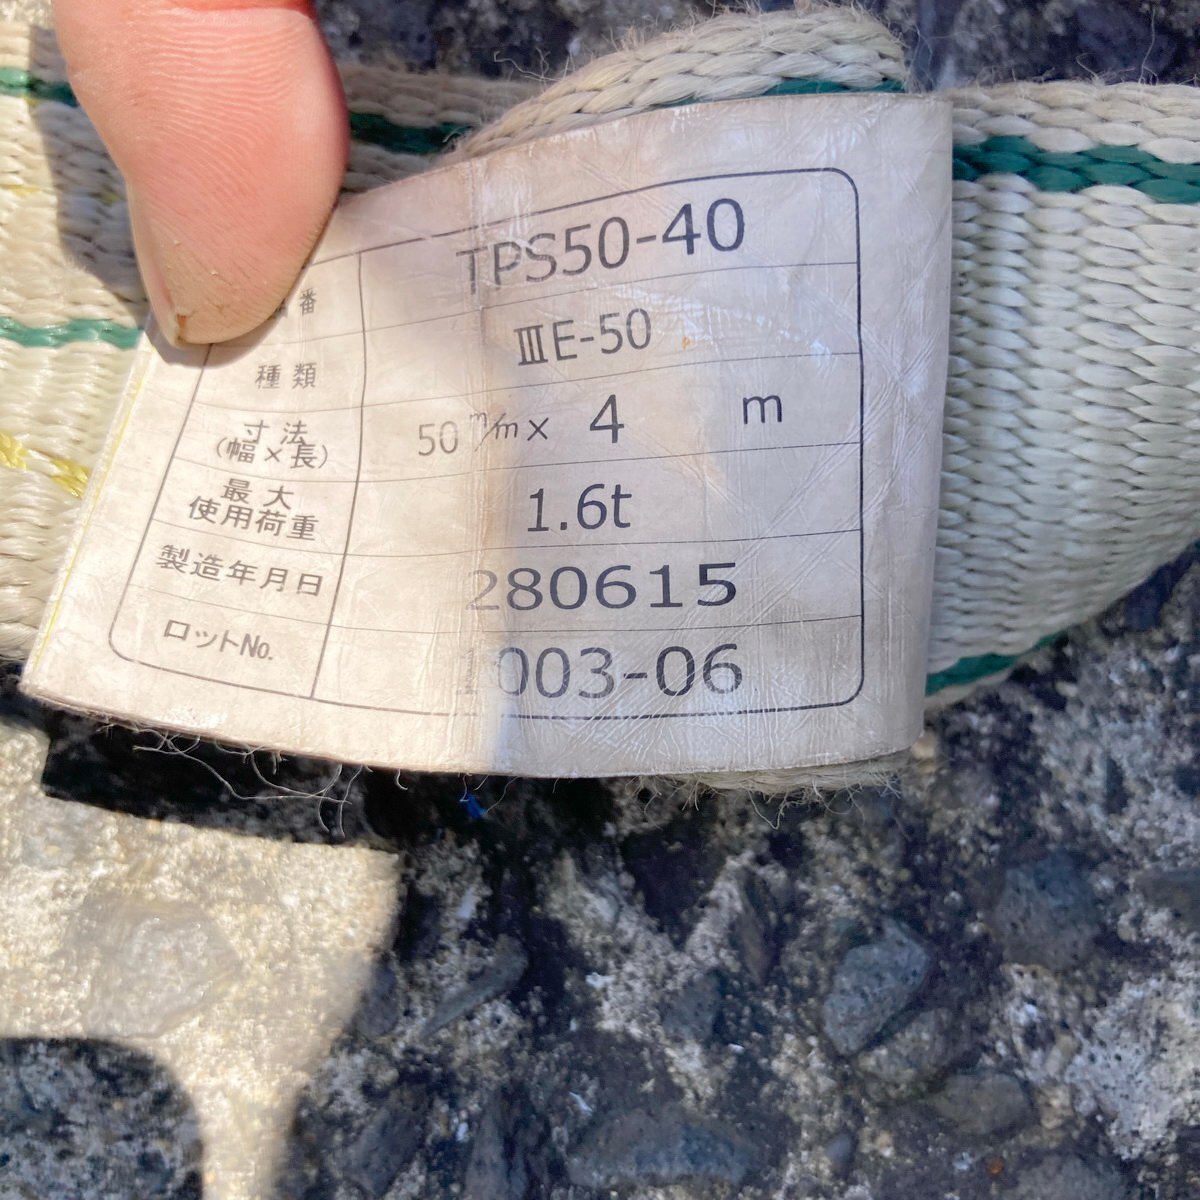 番 TPS50-40
種類 ⅢE-50
寸法
(幅×長) 50 m/m× 4 m
最大
使用荷重 1.6t
製造年月日 280615
ロットNo. 1003-06